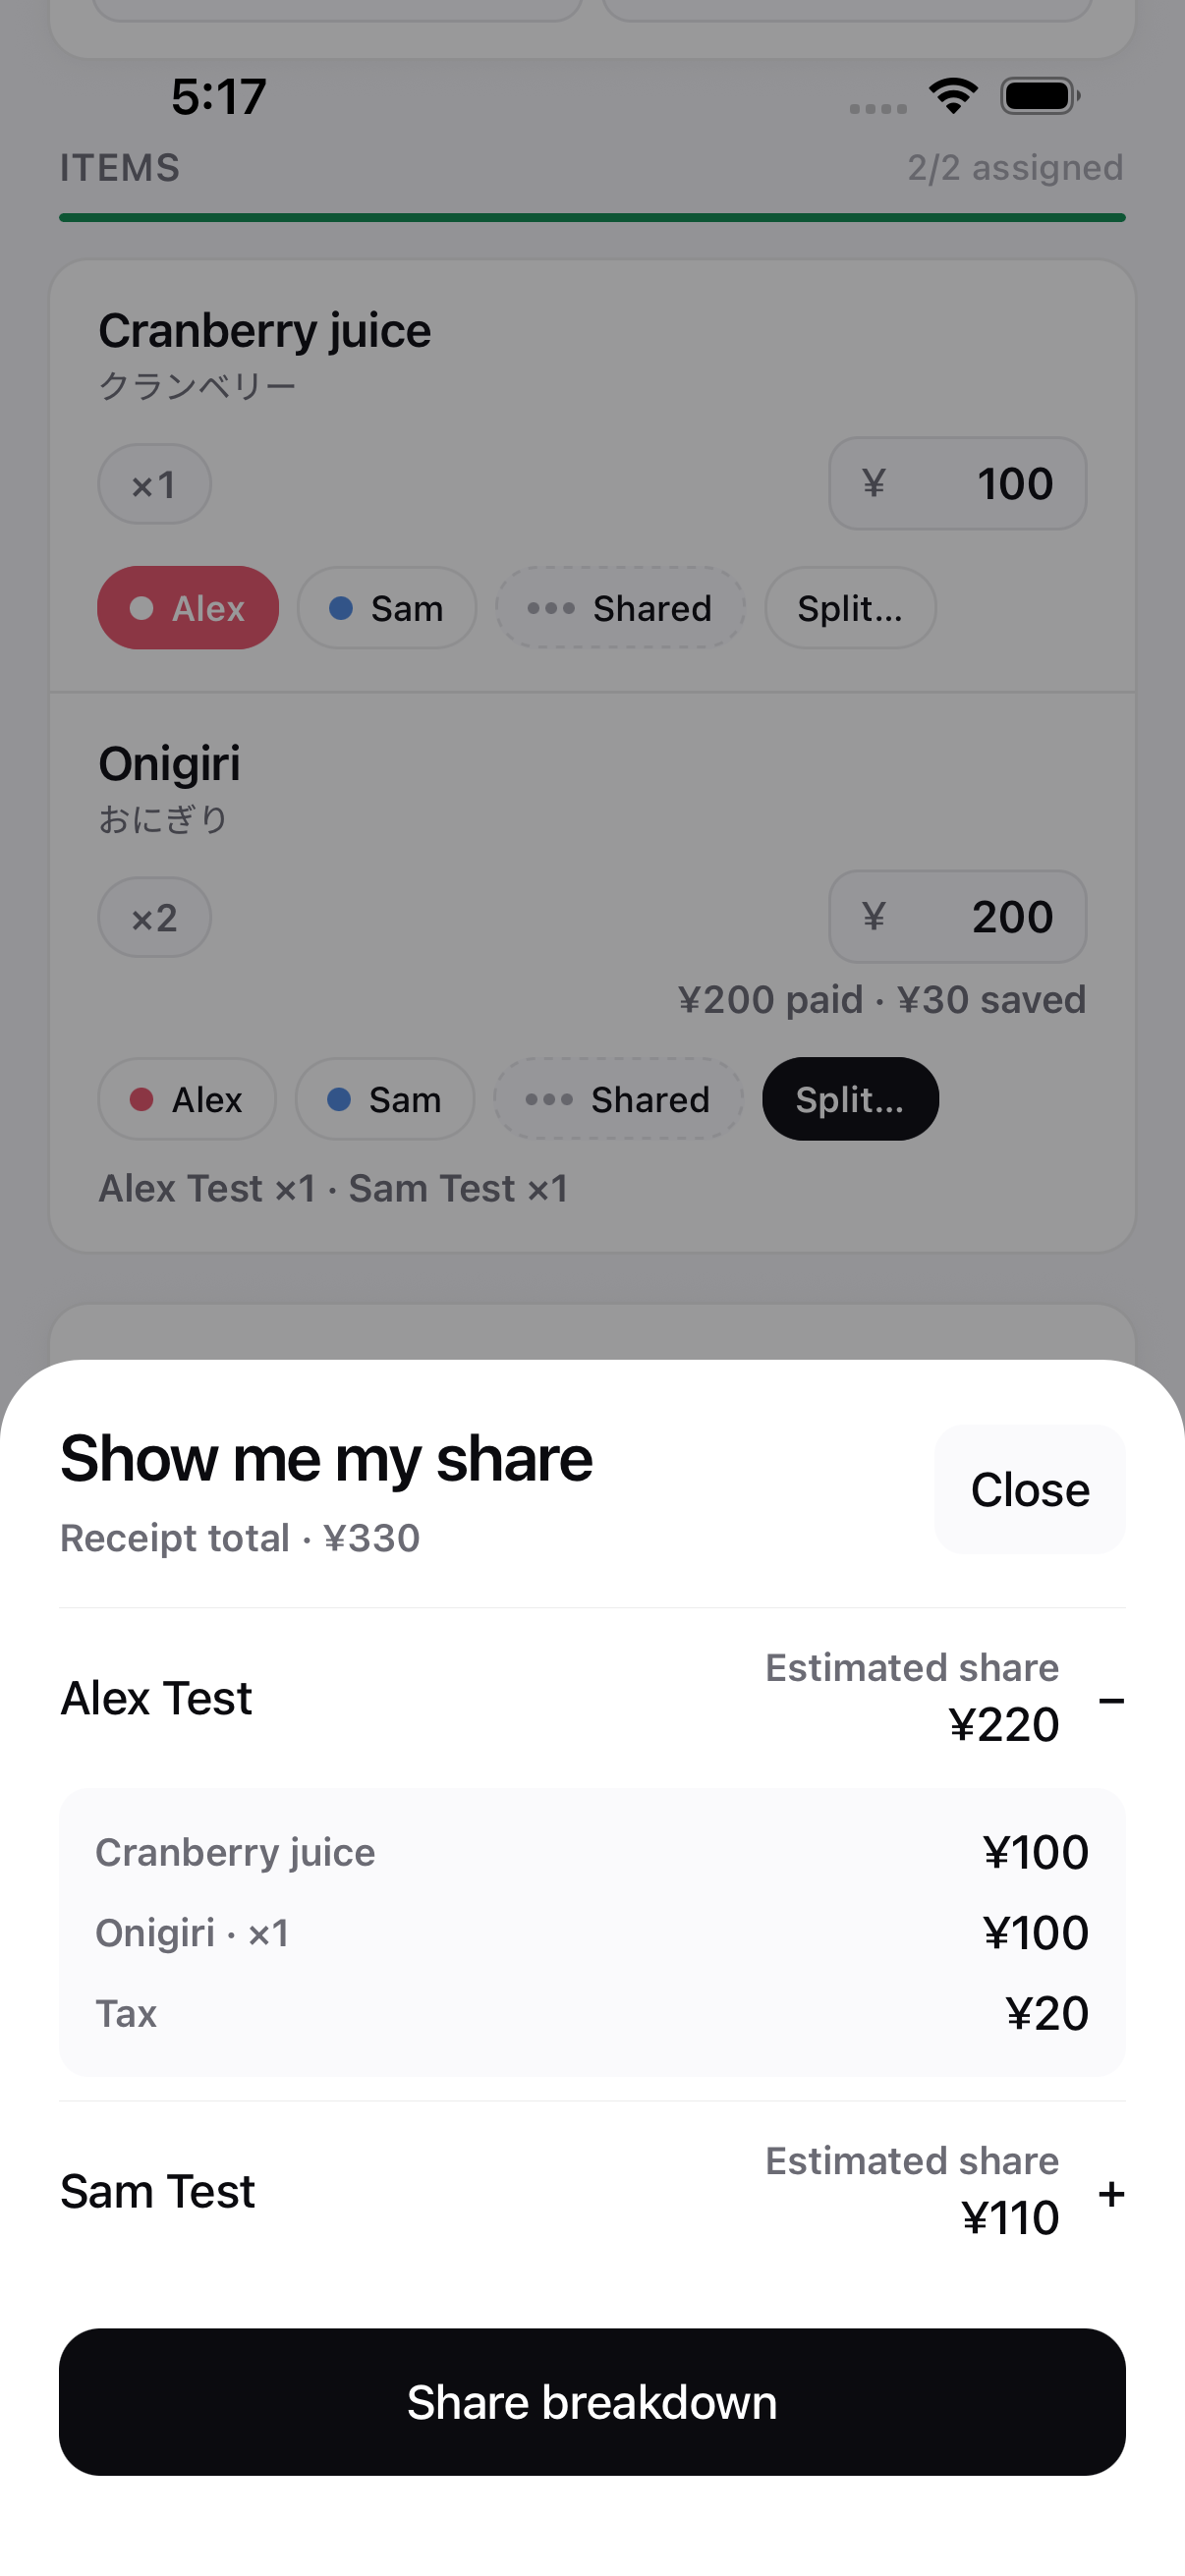 5:17
ITEMS 2/2 assigned
Cranberry juice
クランベリー
×1 ¥ 100
Alex Sam Shared Split...
Onigiri
おにぎり
×2 ¥ 200
¥200 paid · ¥30 saved
Alex Sam Shared Split...
Alex Test ×1 · Sam Test ×1
Show me my share
Close
Receipt total · ¥330
Estimated share
Alex Test ¥220 −
Cranberry juice ¥100
Onigiri · ×1 ¥100
Tax ¥20
Estimated share
Sam Test ¥110 +
Share breakdown